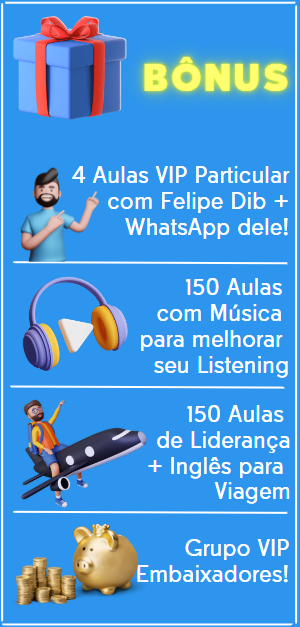 BÔNUS
4 Aulas VIP Particular
com Felipe Dib +
WhatsApp dele!
150 Aulas
com Música
para melhorar
seu Listening
150 Aulas
de Liderança
+ Inglês para
Viagem
Grupo VIP
Embaixadores!